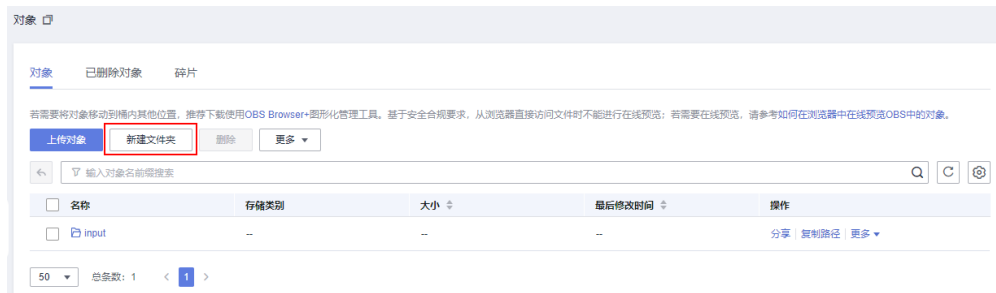 对象
对象 已删除对象 碎片
若需要将对象移动到桶内其他位置，推荐下载使用OBS Browser+图形化管理工具。基于安全合规要求，从浏览器直接访问文件时不能进行在线预览；若需要在线预览，请参考如何在浏览器中在线预览OBS中的对象。
上传对象 新建文件夹 删除 更多
输入对象名前缀搜索
名称 存储类别 大小 最后修改时间 操作
input -- -- -- 分享 复制路径 更多
50 总条数：1 < 1 >